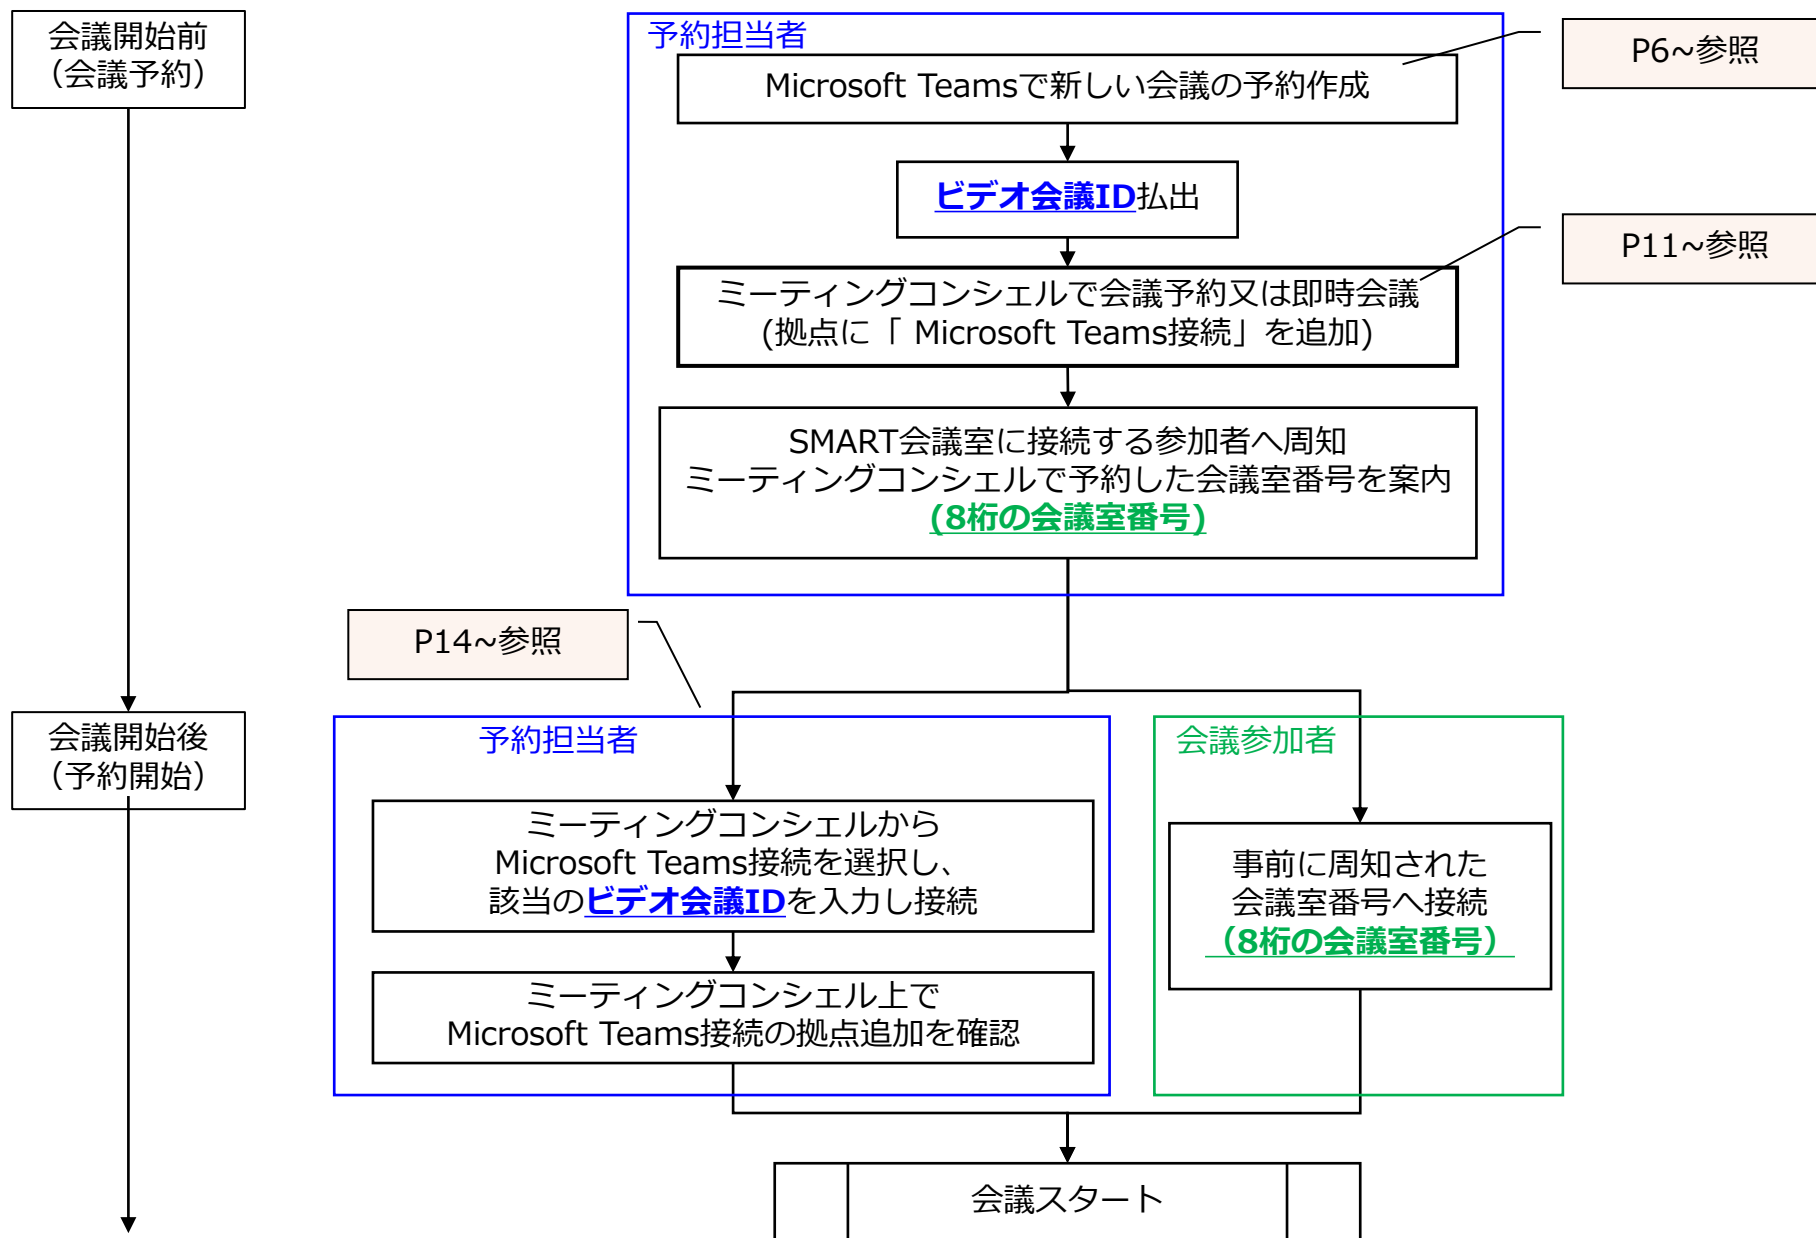 会議開始前
（会議予約）
予約担当者
P6~参照
Microsoft Teamsで新しい会議の予約作成
ビデオ会議ID払出
P11~参照
ミーティングコンシェルで会議予約又は即時会議
(拠点に「 Microsoft Teams接続」を追加)
SMART会議室に接続する参加者へ周知
ミーティングコンシェルで予約した会議室番号を案内
(8桁の会議室番号)
P14~参照
会議開始後
（予約開始）
予約担当者
ミーティングコンシェルから
Microsoft Teams接続を選択し、
該当のビデオ会議IDを入力し接続
ミーティングコンシェル上で
Microsoft Teams接続の拠点追加を確認
会議参加者
事前に周知された
会議室番号へ接続
（8桁の会議室番号）
会議スタート